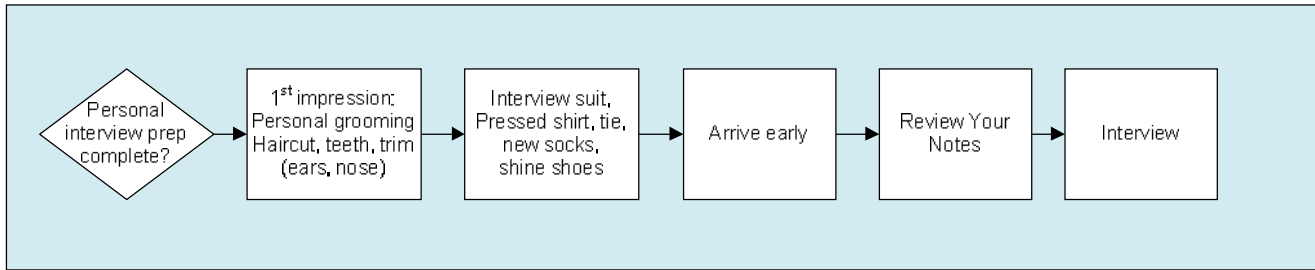 Personal
interview prep
complete?
1st impression:
Personal grooming
Haircut, teeth, trim
(ears, nose)
Interview suit,
Pressed shirt, tie,
new socks,
shine shoes
Arrive early
Review Your
Notes
Interview